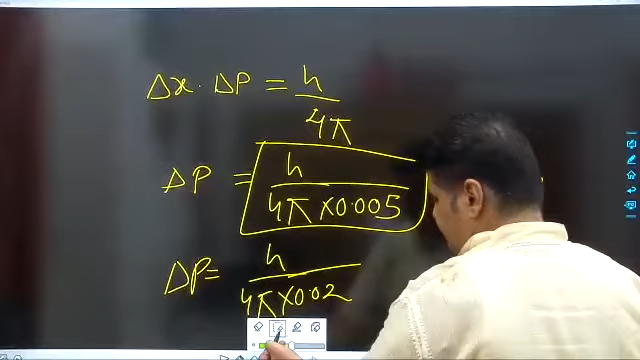 Δx · ΔP = h / 4π
ΔP = h / 4π × 0.005
ΔP = h / 4π × 0.02